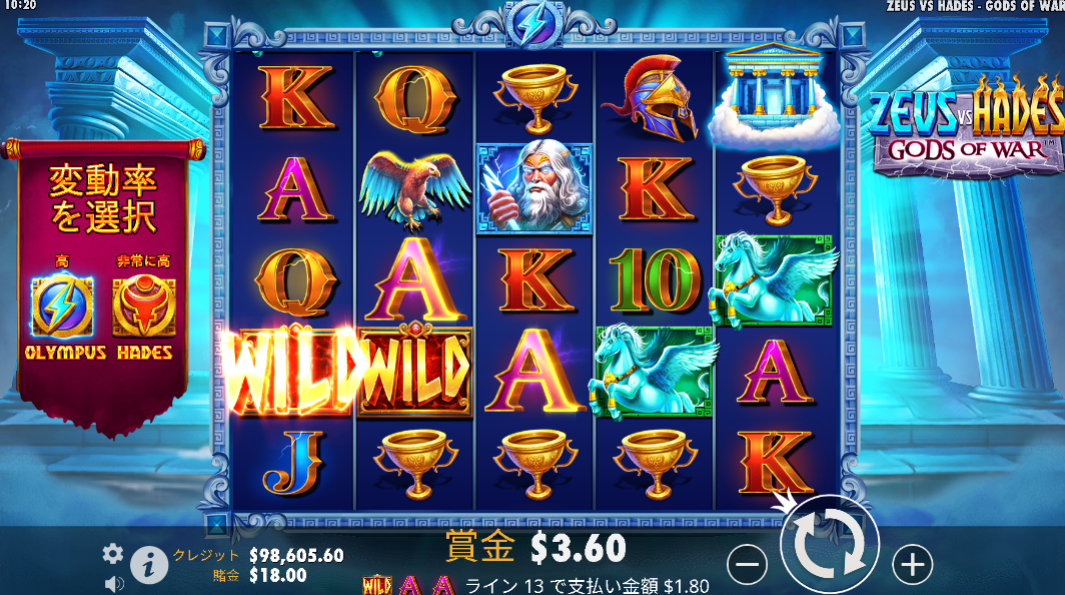 10:20
ZEUS VS HADES - GODS OF WAR
K Q
ZEUS VS HADES
GODS OF WAR™
変動率
を選択
高 非常に高
OLYMPUS HADES
A K
Q A K 10
WILD WILD A A
J K
賞金 $3.60
クレジット $98,605.60
賭金 $18.00
WILD A A ライン 13 で支払い金額 $1.80